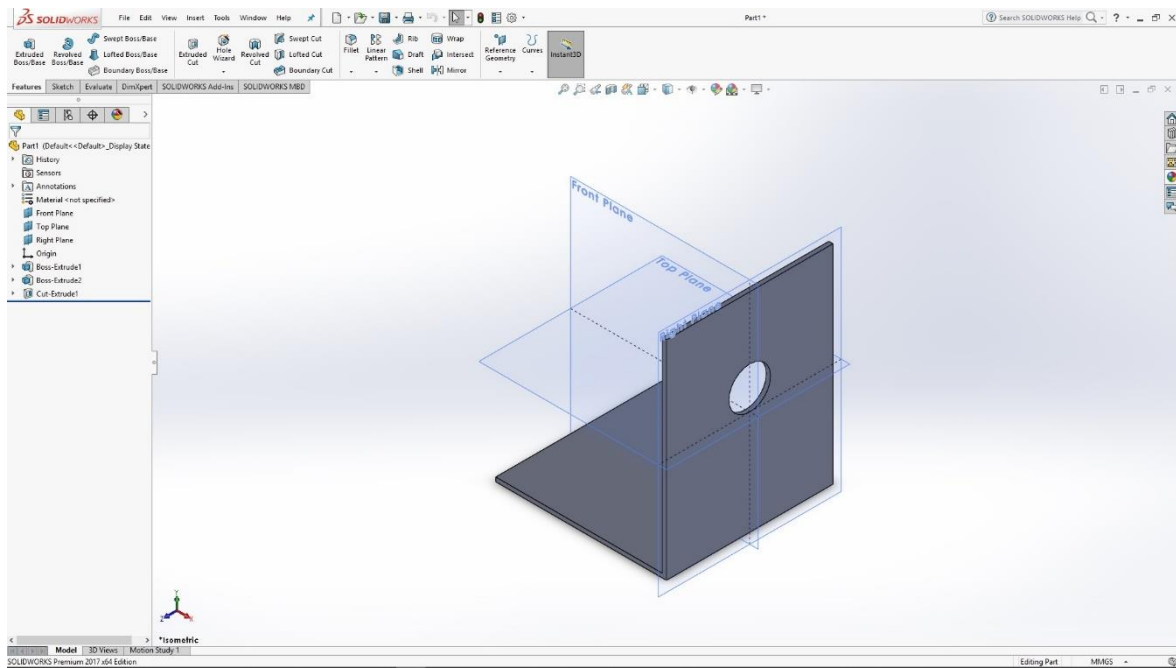 SOLIDWORKS File Edit View Insert Tools Window Help Part1 * Search SOLIDWORKS Help
Extruded Boss/Base
Revolved Boss/Base
Swept Boss/Base
Lofted Boss/Base
Boundary Boss/Base
Extruded Cut
Hole Wizard
Revolved Cut
Swept Cut
Lofted Cut
Boundary Cut
Fillet
Linear Pattern
Rib
Draft
Shell
Wrap
Intersect
Mirror
Reference Geometry
Curves
Instant3D
Features Sketch Evaluate DimXpert SOLIDWORKS Add-Ins SOLIDWORKS MBD
Part1 (Default<<Default>_Display State
History
Sensors
Annotations
Material <not specified>
Front Plane
Top Plane
Right Plane
Origin
Boss-Extrude1
Boss-Extrude2
Cut-Extrude1
Front Plane
Top Plane
Right Plane
Y
Z
X
*Isometric
Model 3D Views Motion Study 1
SOLIDWORKS Premium 2017 x64 Edition Editing Part MMGS